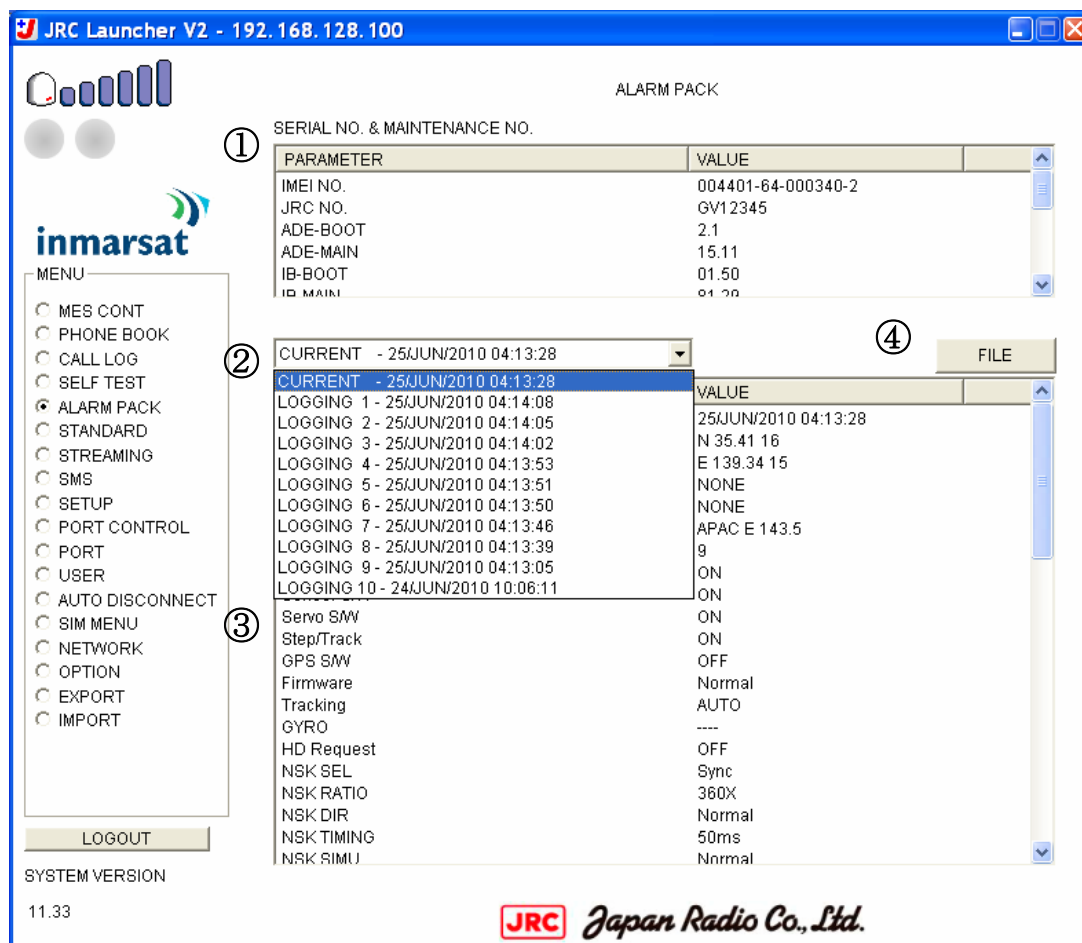 JRC Launcher V2 - 192.168.128.100
ALARM PACK
① SERIAL NO. & MAINTENANCE NO.
PARAMETER VALUE
IMEI NO. 004401-64-000340-2
JRC NO. GV12345
ADE-BOOT 2.1
ADE-MAIN 15.11
IB-BOOT 01.50
IB-MAIN 81.29
inmarsat
MENU
MES CONT
PHONE BOOK
CALL LOG
SELF TEST
ALARM PACK
STANDARD
STREAMING
SMS
SETUP
PORT CONTROL
PORT
USER
AUTO DISCONNECT
SIM MENU
NETWORK
OPTION
EXPORT
IMPORT
LOGOUT
SYSTEM VERSION
11.33
② CURRENT - 25/JUN/2010 04:13:28
④ FILE
CURRENT - 25/JUN/2010 04:13:28
LOGGING 1 - 25/JUN/2010 04:14:08
LOGGING 2 - 25/JUN/2010 04:14:05
LOGGING 3 - 25/JUN/2010 04:14:02
LOGGING 4 - 25/JUN/2010 04:13:53
LOGGING 5 - 25/JUN/2010 04:13:51
LOGGING 6 - 25/JUN/2010 04:13:50
LOGGING 7 - 25/JUN/2010 04:13:46
LOGGING 8 - 25/JUN/2010 04:13:39
LOGGING 9 - 25/JUN/2010 04:13:05
LOGGING 10 - 24/JUN/2010 10:06:11
VALUE
25/JUN/2010 04:13:28
N 35.41 16
E 139.34 15
NONE
NONE
APAC E 143.5
9
ON
ON
③ Servo S/W ON
Step/Track ON
GPS S/W OFF
Firmware Normal
Tracking AUTO
GYRO ----
HD Request OFF
NSK SEL Sync
NSK RATIO 360X
NSK DIR Normal
NSK TIMING 50ms
NSK SIMU Normal
JRC Japan Radio Co., Ltd.